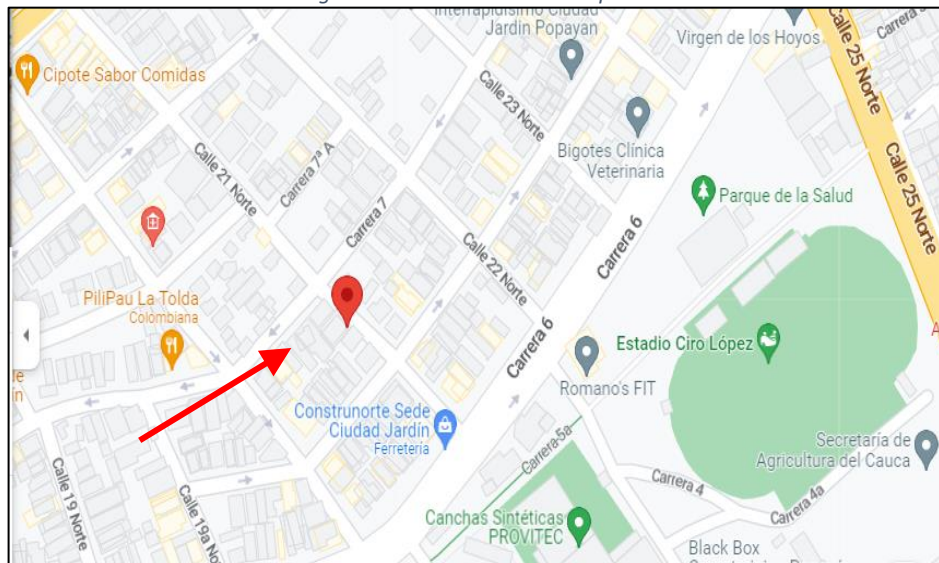 Interrapidísimo Ciudad
Jardín Popayan
Virgen de los Hoyos
Calle 25 Norte
Cipote Sabor Comidas
Calle 23 Norte
Bigotes Clínica
Veterinaria
Calle 25 Norte
Calle 21 Norte
Carrera 7ª A
Carrera 7
Parque de la Salud
Calle 22 Norte
Carrera 6
PiliPau La Tolda
Colombiana
Carrera 6
Estadio Ciro López
Romano's FIT
Construnorte Sede
Ciudad Jardín
Ferretería
Carrera 5a
Secretaría de
Agricultura del Cauca
Carrera 4
Carrera 4a
Calle 19 Norte
Calle 19a No
Canchas Sintéticas
PROVITEC
Black Box